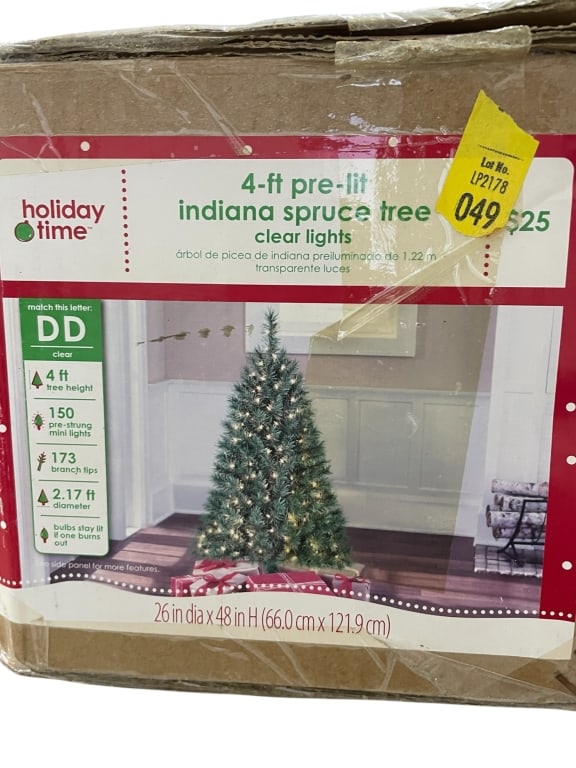 holiday
time™
4-ft pre-lit
indiana spruce tree
clear lights
árbol de picea de indiana preiluminado de 1.22 m
transparente luces
Lot No.
LP2178
049
$25
match this letter:
DD
clear
4 ft
tree height
150
pre-strung
mini lights
173
branch tips
2.17 ft
diameter
bulbs stay lit
if one burns
out
side panel for more features.
26 in dia x 48 in H (66.0 cm x 121.9 cm)